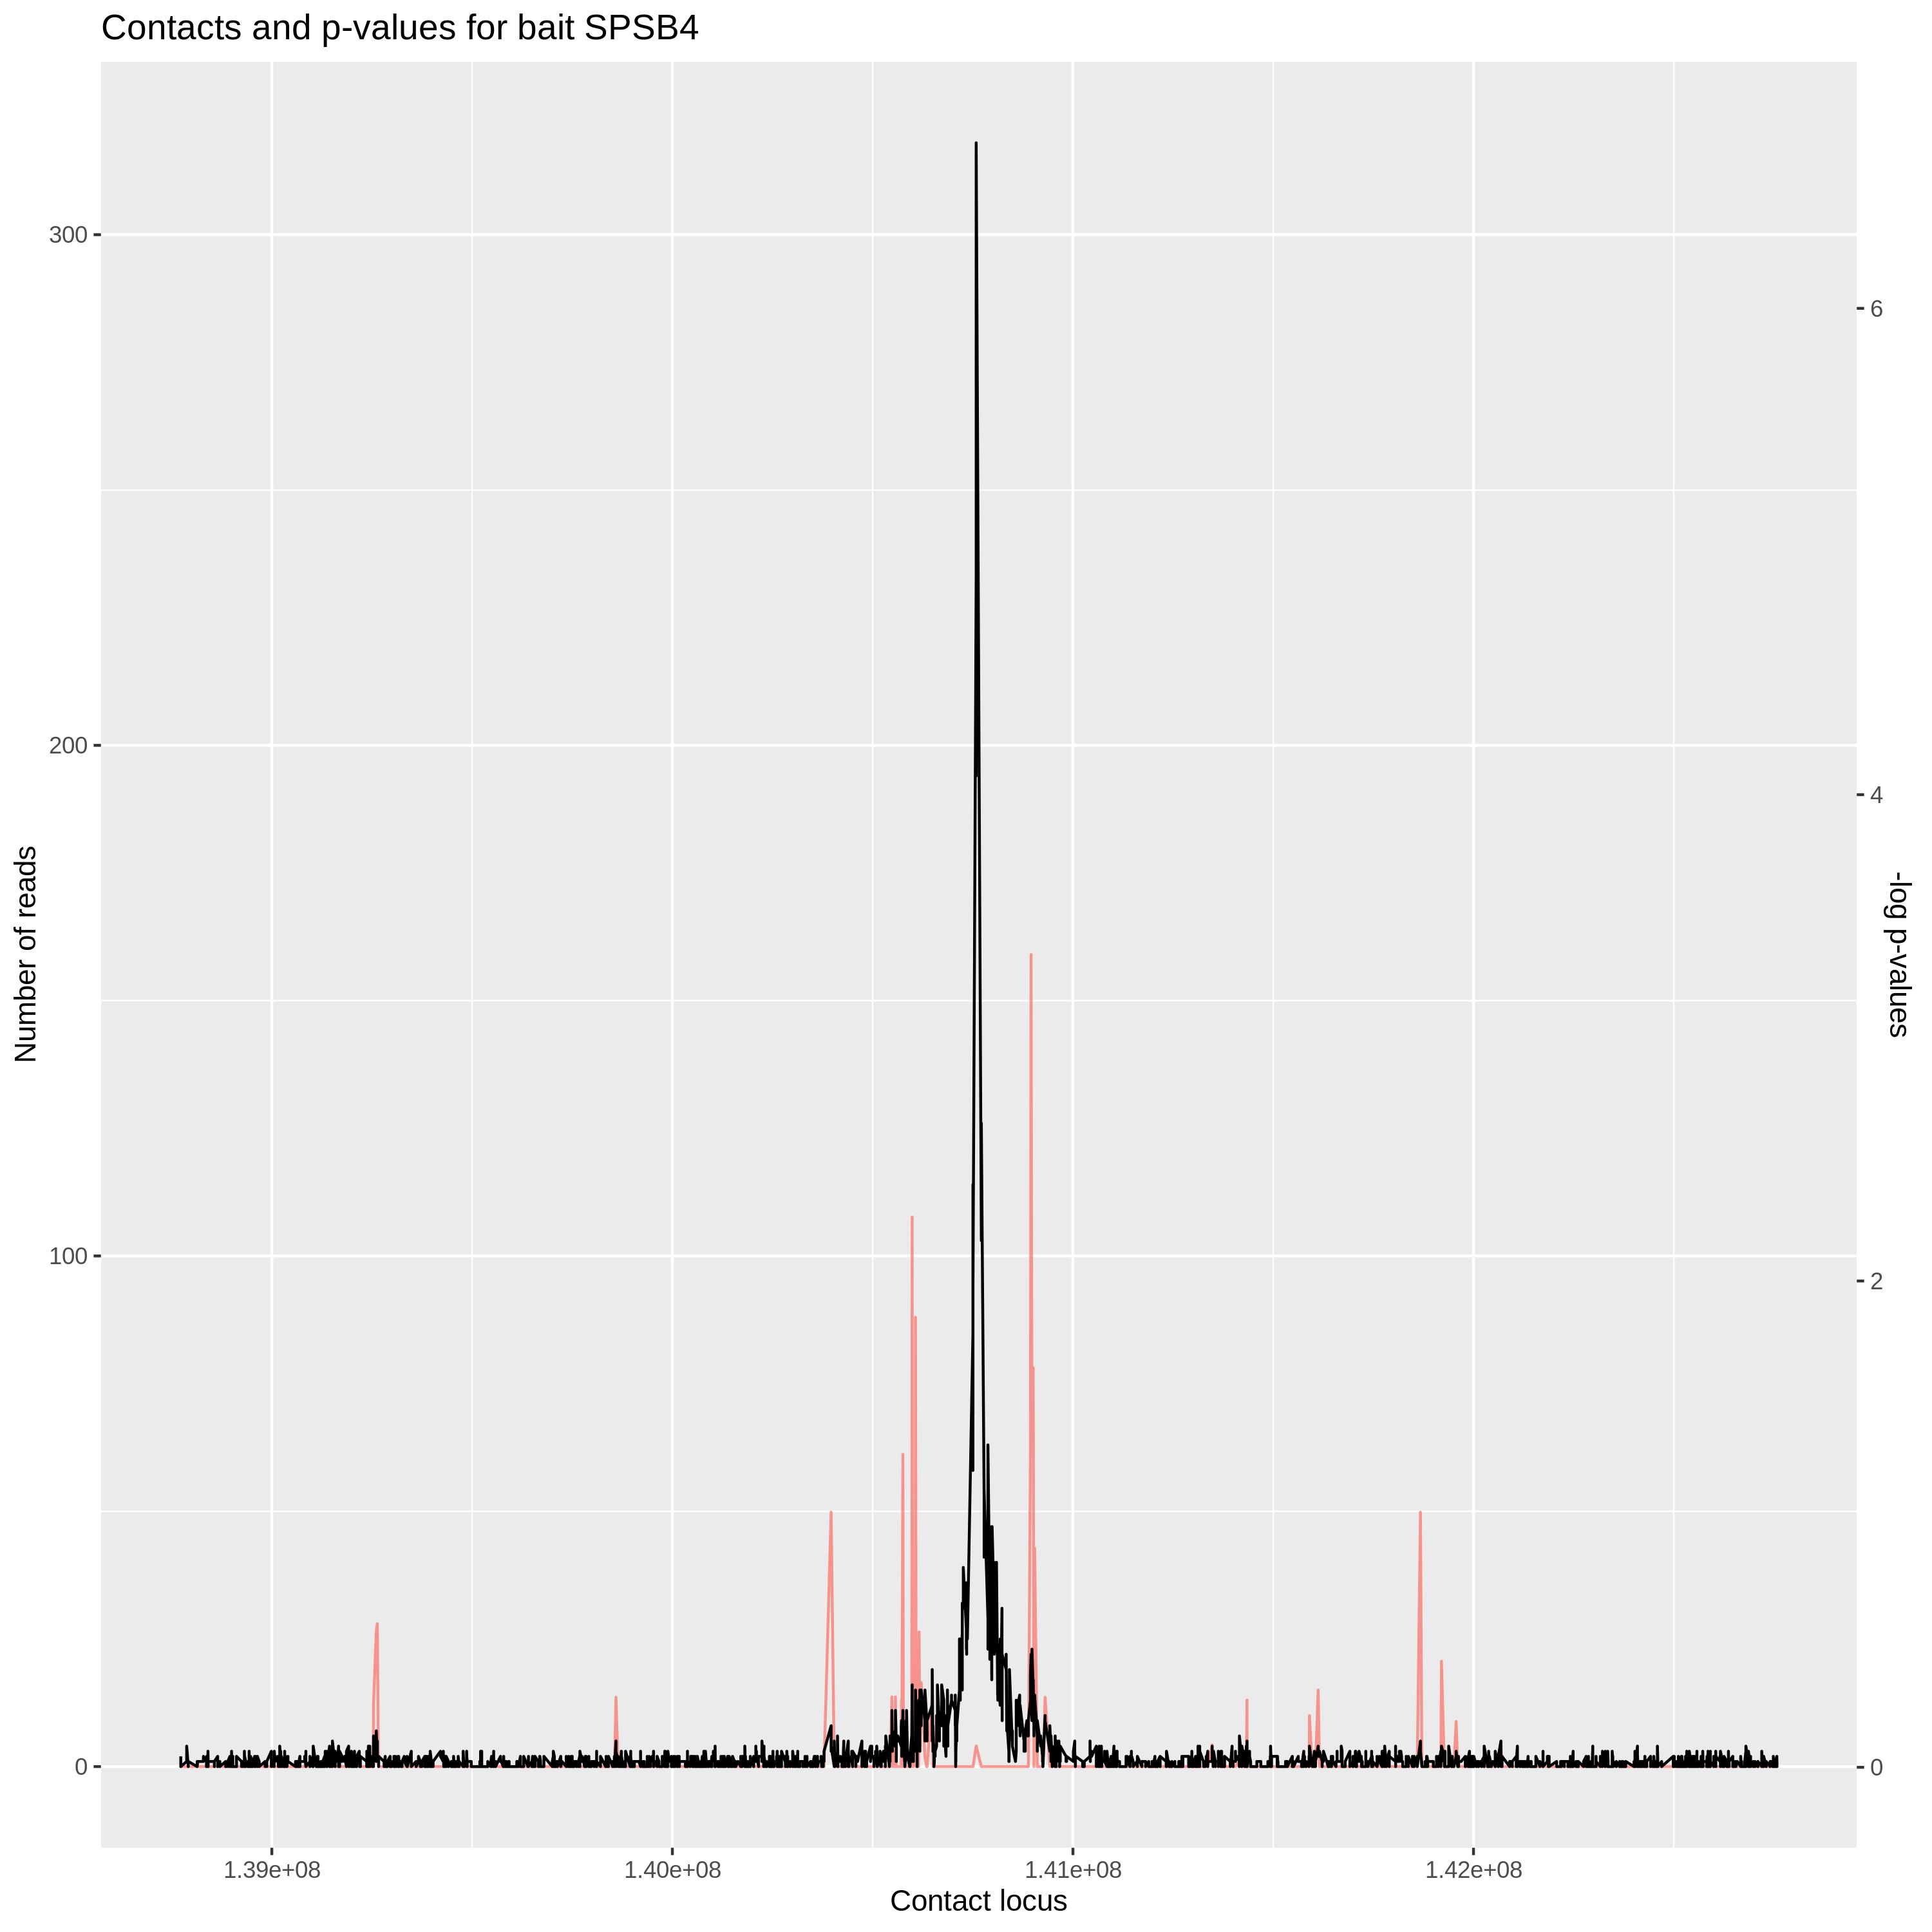 Contacts and p-values for bait SPSB4
300
200
100
0
Number of reads
6
4
2
0
-log p-values
1.39e+08
1.40e+08
1.41e+08
1.42e+08
Contact locus